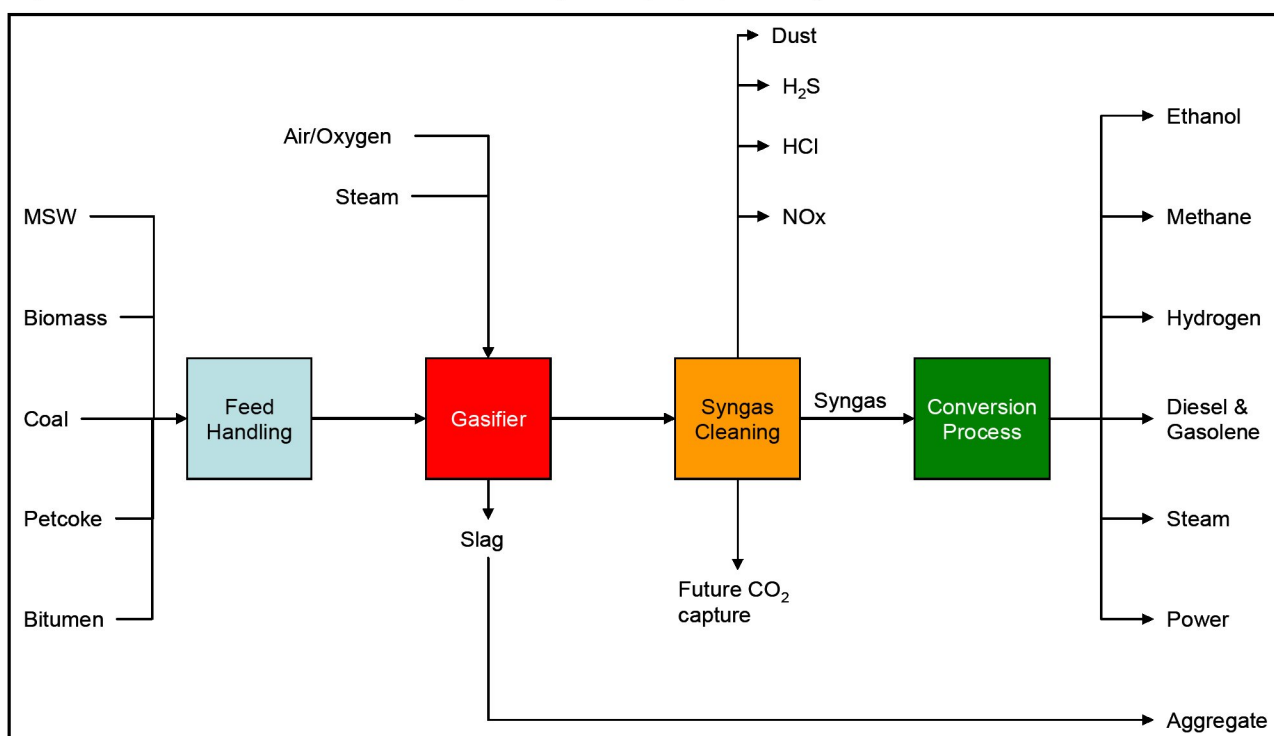 Dust
H₂S
HCl
NOx
Air/Oxygen
Steam
MSW
Biomass
Coal
Petcoke
Bitumen
Feed
Handling
Gasifier
Slag
Syngas
Cleaning
Future CO₂
capture
Syngas
Conversion
Process
Ethanol
Methane
Hydrogen
Diesel &
Gasolene
Steam
Power
Aggregate